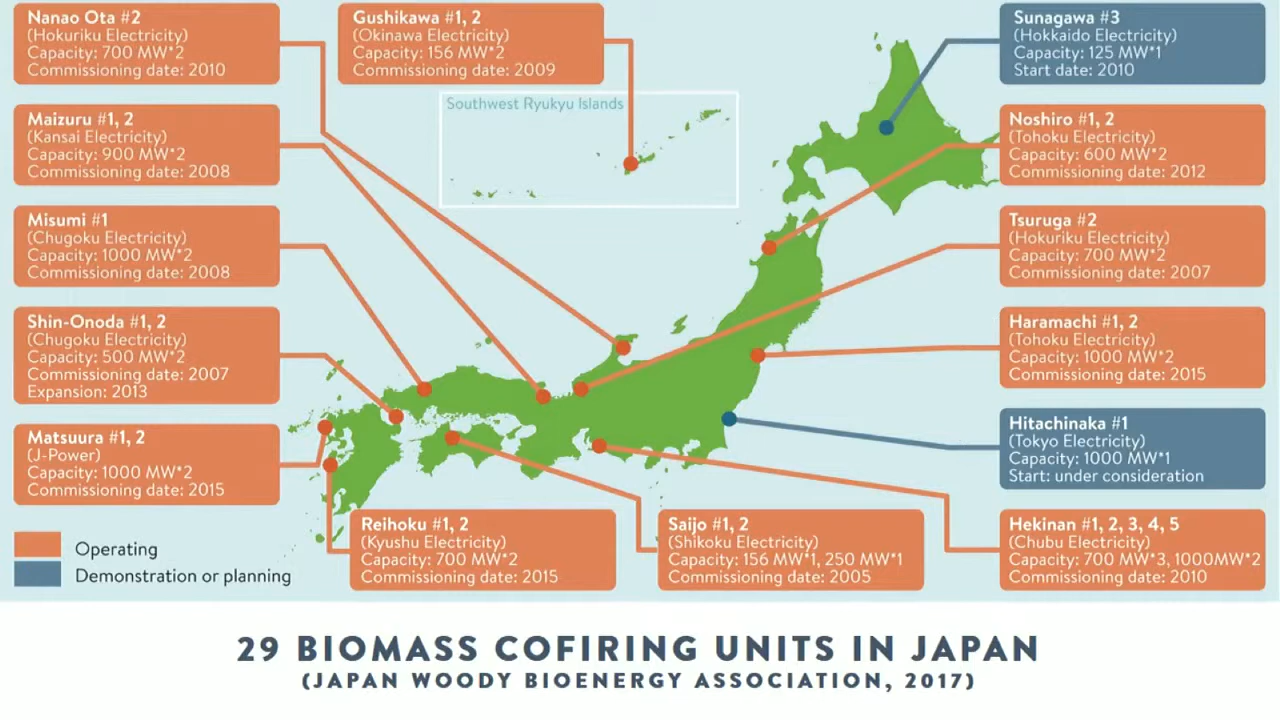 Nanao Ota #2
(Hokuriku Electricity)
Capacity: 700 MW*2
Commissioning date: 2010
Gushikawa #1, 2
(Okinawa Electricity)
Capacity: 156 MW*2
Commissioning date: 2009
Sunagawa #3
(Hokkaido Electricity)
Capacity: 125 MW*1
Start date: 2010
Southwest Ryukyu Islands
Maizuru #1, 2
(Kansai Electricity)
Capacity: 900 MW*2
Commissioning date: 2008
Noshiro #1, 2
(Tohoku Electricity)
Capacity: 600 MW*2
Commissioning date: 2012
Misumi #1
(Chugoku Electricity)
Capacity: 1000 MW*2
Commissioning date: 2008
Tsuruga #2
(Hokuriku Electricity)
Capacity: 700 MW*2
Commissioning date: 2007
Shin-Onoda #1, 2
(Chugoku Electricity)
Capacity: 500 MW*2
Commissioning date: 2007
Expansion: 2013
Haramachi #1, 2
(Tohoku Electricity)
Capacity: 1000 MW*2
Commissioning date: 2015
Matsuura #1, 2
(J-Power)
Capacity: 1000 MW*2
Commissioning date: 2015
Hitachinaka #1
(Tokyo Electricity)
Capacity: 1000 MW*1
Start: under consideration
Reihoku #1, 2
(Kyushu Electricity)
Capacity: 700 MW*2
Commissioning date: 2015
Saijo #1, 2
(Shikoku Electricity)
Capacity: 156 MW*1, 250 MW*1
Commissioning date: 2005
Hekinan #1, 2, 3, 4, 5
(Chubu Electricity)
Capacity: 700 MW*3, 1000MW*2
Commissioning date: 2010
Operating
Demonstration or planning
29 BIOMASS COFIRING UNITS IN JAPAN
(JAPAN WOODY BIOENERGY ASSOCIATION, 2017)